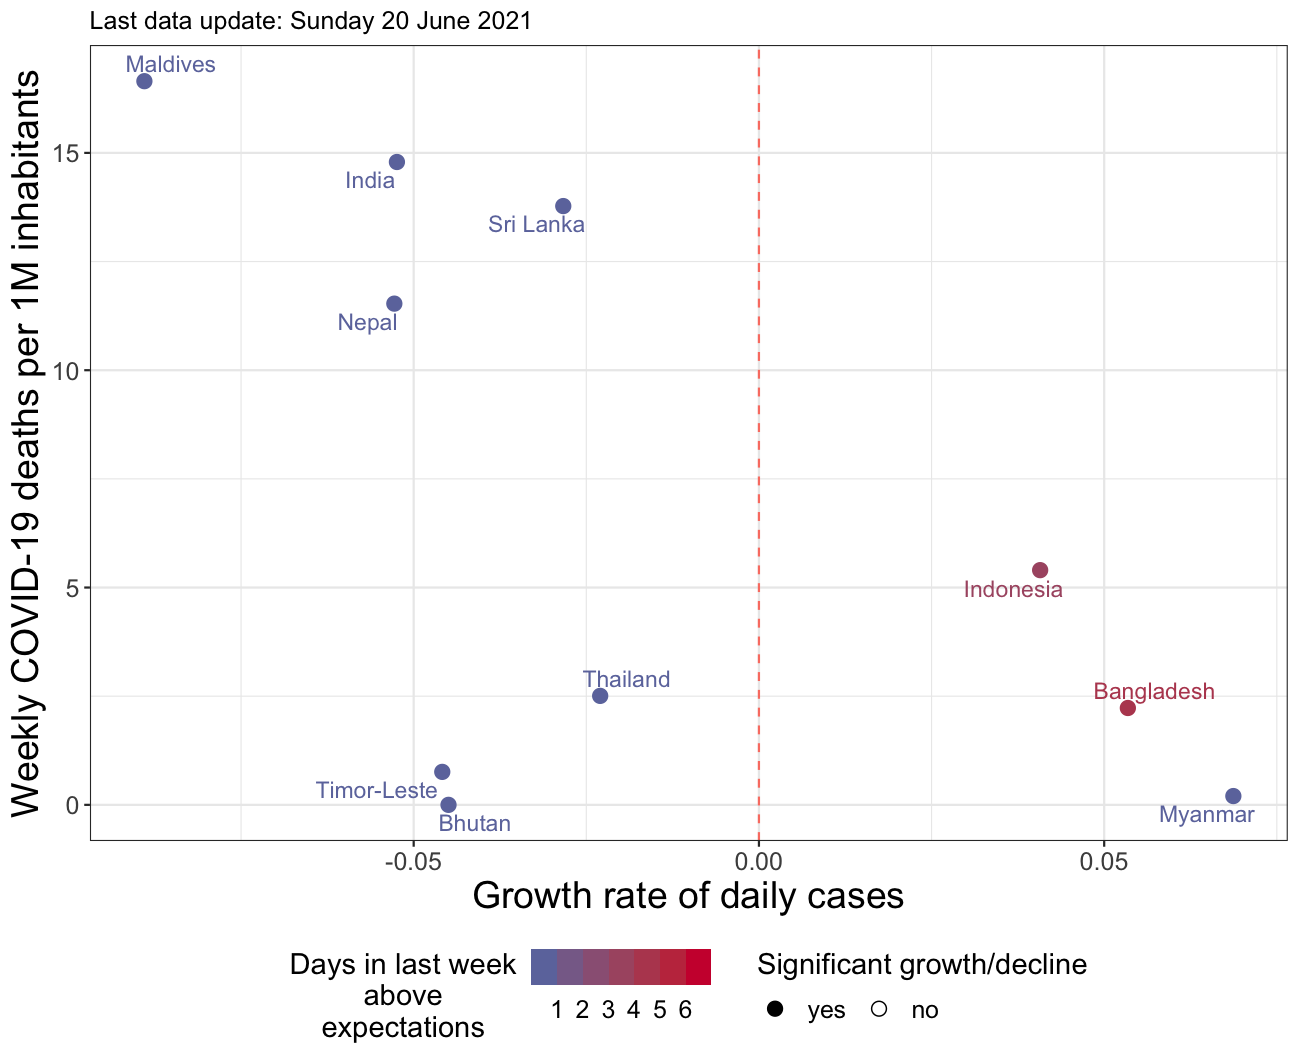 Last data update: Sunday 20 June 2021
Weekly COVID-19 deaths per 1M inhabitants
15
10
5
0
Maldives
India
Sri Lanka
Nepal
Indonesia
Thailand
Bangladesh
Timor-Leste
Bhutan
Myanmar
-0.05 0.00 0.05
Growth rate of daily cases
Days in last week
above
expectations
1 2 3 4 5 6
Significant growth/decline
yes no